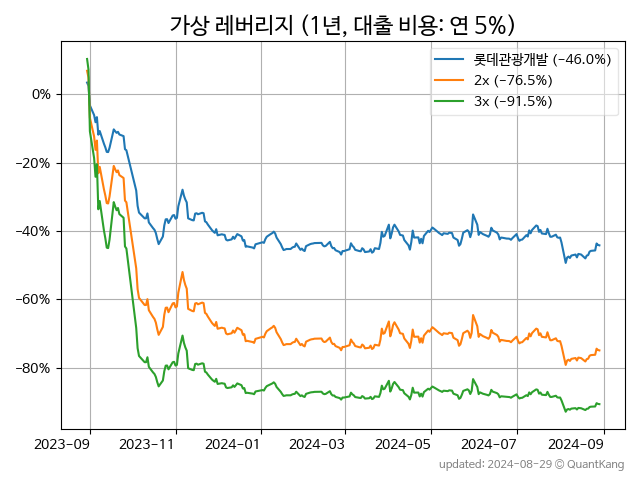 가상 레버리지 (1년, 대출 비용: 연 5%)
롯데관광개발 (−46.0%)
2x (−76.5%)
3x (−91.5%)
0%
−20%
−40%
−60%
−80%
2023−09 2023−11 2024−01 2024−03 2024−05 2024−07 2024−09
updated: 2024−08−29 © QuantKang